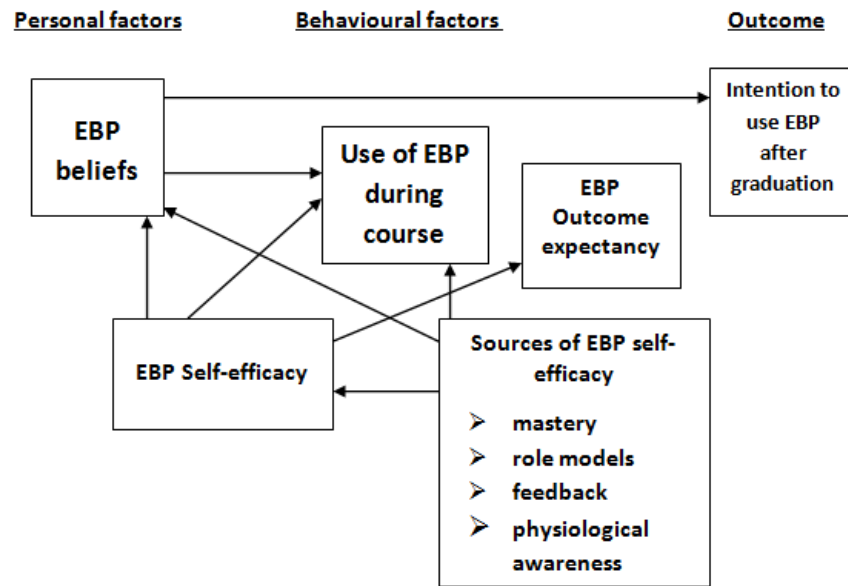 Personal factors
Behavioural factors
Outcome
EBP
beliefs
Use of EBP
during
course
EBP
Outcome
expectancy
Intention to
use EBP
after
graduation
EBP Self-efficacy
Sources of EBP self-
efficacy
➢ mastery
➢ role models
➢ feedback
➢ physiological
awareness